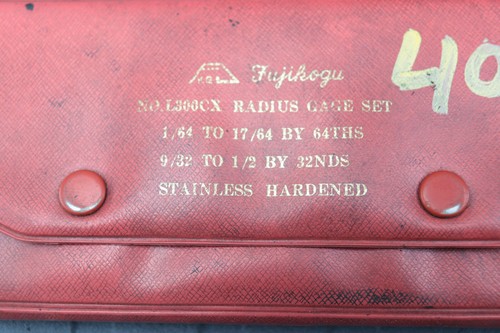 Fujikogu
NO.L300CX RADIUS GAGE SET
1/64 TO 17/64 BY 64THS
9/32 TO 1/2 BY 32NDS
STAINLESS HARDENED
40